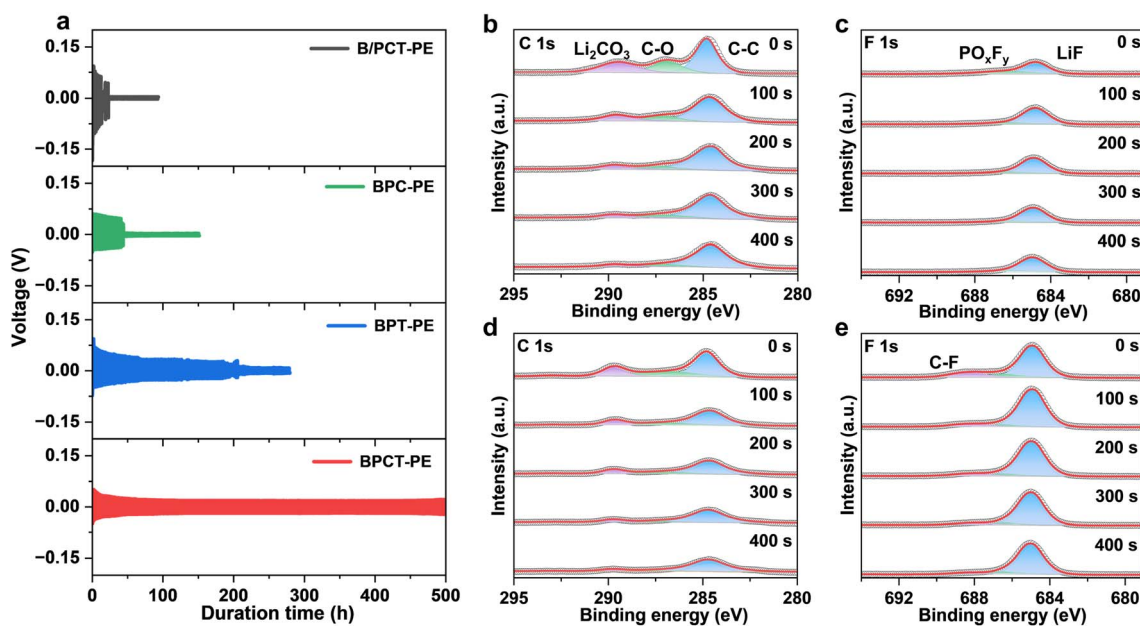 a
B/PCT-PE
0.15
0.00
−0.15
BPC-PE
0.15
0.00
−0.15
BPT-PE
0.15
0.00
−0.15
BPCT-PE
0.15
0.00
−0.15
Voltage (V)
0 100 200 300 400 500
Duration time (h)
b
C 1s
Li₂CO₃ C-O C-C
0 s
100 s
200 s
300 s
400 s
Intensity (a.u.)
295 290 285 280
Binding energy (eV)
c
F 1s
POₓFᵧ LiF
0 s
100 s
200 s
300 s
400 s
Intensity (a.u.)
692 688 684 680
Binding energy (eV)
d
C 1s
0 s
100 s
200 s
300 s
400 s
Intensity (a.u.)
295 290 285 280
Binding energy (eV)
e
F 1s
C-F
0 s
100 s
200 s
300 s
400 s
Intensity (a.u.)
692 688 684 680
Binding energy (eV)